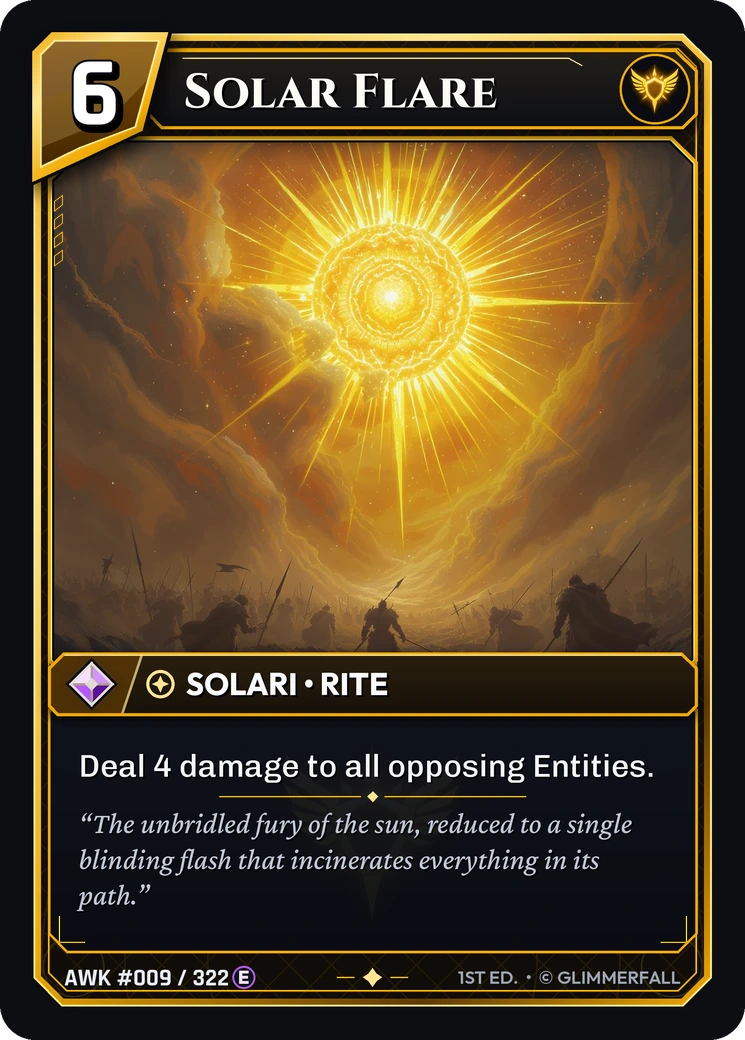 6
SOLAR FLARE
SOLARI • RITE
Deal 4 damage to all opposing Entities.
“The unbridled fury of the sun, reduced to a single
blinding flash that incinerates everything in its
path.”
AWK #009 / 322 E
1ST ED. • © GLIMMERFALL